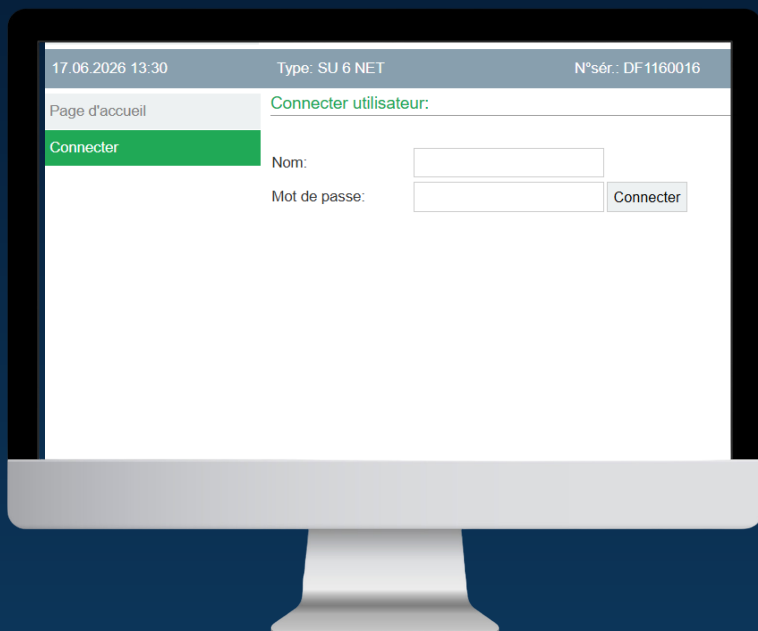 17.06.2026 13:30 Type: SU 6 NET N°sér.: DF1160016
Page d'accueil
Connecter
Connecter utilisateur:
Nom:
Mot de passe:
Connecter